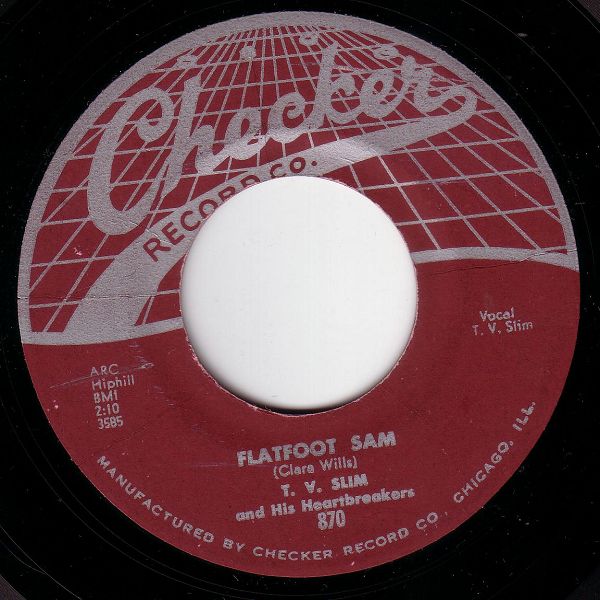 Checker
RECORD CO.
Vocal
T. V. Slim
ARC
Hiphill
BMI
2:10
3585
FLATFOOT SAM
(Clara Wills)
T. V. SLIM
and His Heartbreakers
870
MANUFACTURED BY CHECKER RECORD CO., CHICAGO, ILL.